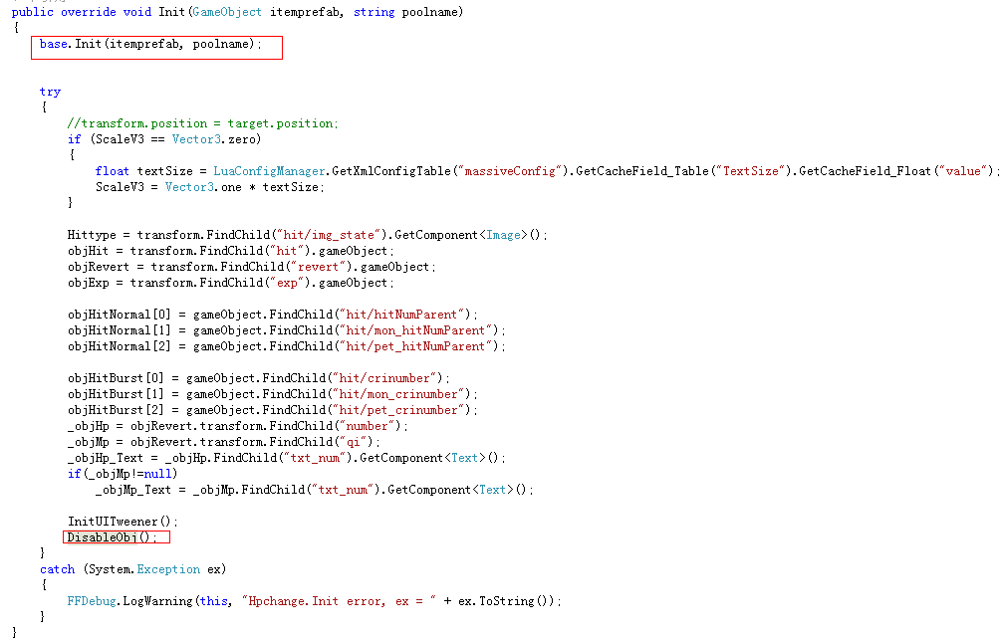 public override void Init(GameObject itemprefab, string poolname)
{
    base.Init(itemprefab, poolname);
    try
    {
        //transform.position = target.position;
        if (ScaleV3 == Vector3.zero)
        {
            float textSize = LuaConfigManager.GetXmlConfigTable("massiveConfig").GetCacheField_Table("TextSize").GetCacheField_Float("value");
            ScaleV3 = Vector3.one * textSize;
        }
        Hittype = transform.FindChild("hit/img_state").GetComponent<Image>();
        objHit = transform.FindChild("hit").gameObject;
        objRevert = transform.FindChild("revert").gameObject;
        objExp = transform.FindChild("exp").gameObject;
        objHitNormal[0] = gameObject.FindChild("hit/hitNumParent");
        objHitNormal[1] = gameObject.FindChild("hit/mon_hitNumParent");
        objHitNormal[2] = gameObject.FindChild("hit/pet_hitNumParent");
        objHitBurst[0] = gameObject.FindChild("hit/crinumber");
        objHitBurst[1] = gameObject.FindChild("hit/mon_crinumber");
        objHitBurst[2] = gameObject.FindChild("hit/pet_crinumber");
        _objHp = objRevert.transform.FindChild("number");
        _objMp = objRevert.transform.FindChild("qi");
        _objHp_Text = _objHp.FindChild("txt_num").GetComponent<Text>();
        if(_objMp!=null)
            _objMp_Text = _objMp.FindChild("txt_num").GetComponent<Text>();
        InitUITweener();
        DisableObj();
    }
    catch (System.Exception ex)
    {
        FFDebug.LogWarning(this, "Hpchange.Init error, ex = " + ex.ToString());
    }
}